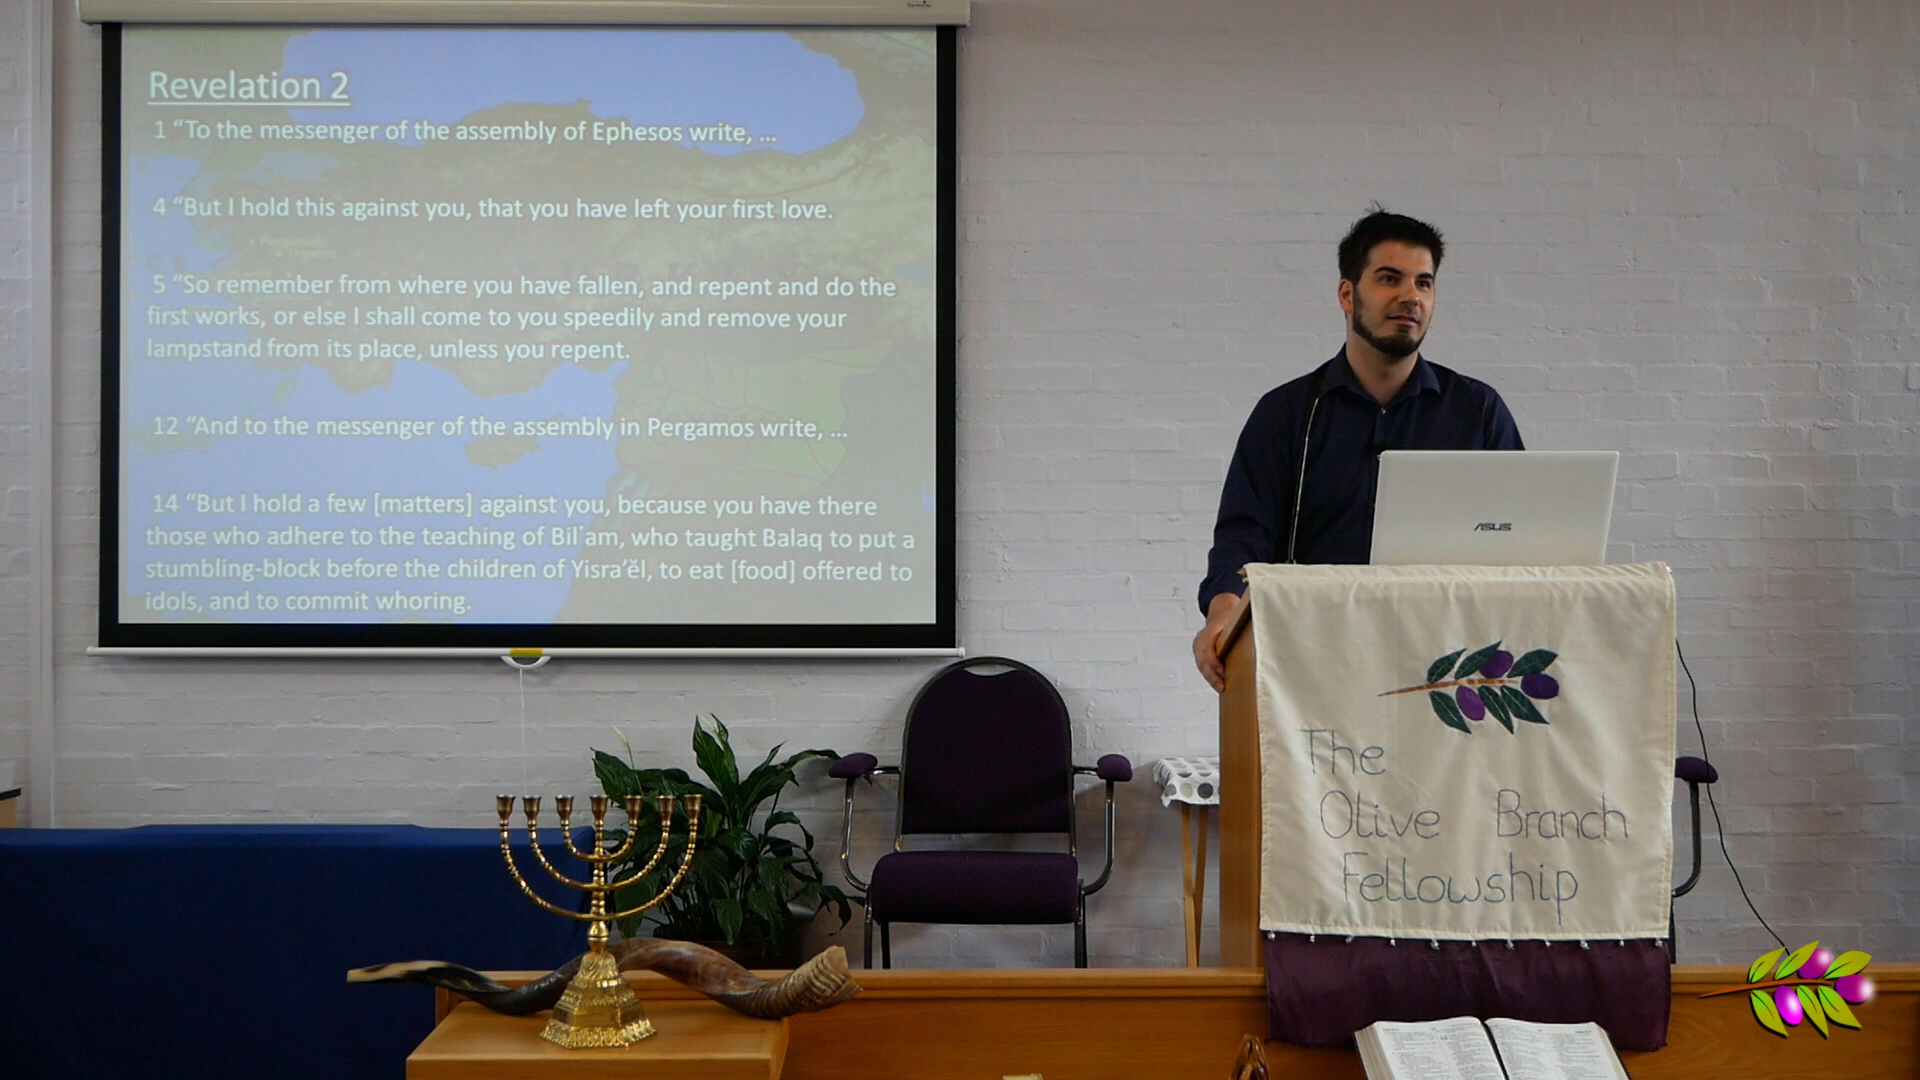 Revelation 2
1 “To the messenger of the assembly of Ephesos write, ...
4 “But I hold this against you, that you have left your first love.
5 “So remember from where you have fallen, and repent and do the
first works, or else I shall come to you speedily and remove your
lampstand from its place, unless you repent.
12 “And to the messenger of the assembly in Pergamos write, ...
14 “But I hold a few [matters] against you, because you have there
those who adhere to the teaching of Bil‛am, who taught Balaq to put a
stumbling-block before the children of Yisra’ĕl, to eat [food] offered to
idols, and to commit whoring.
ASUS
The
Olive Branch
Fellowship